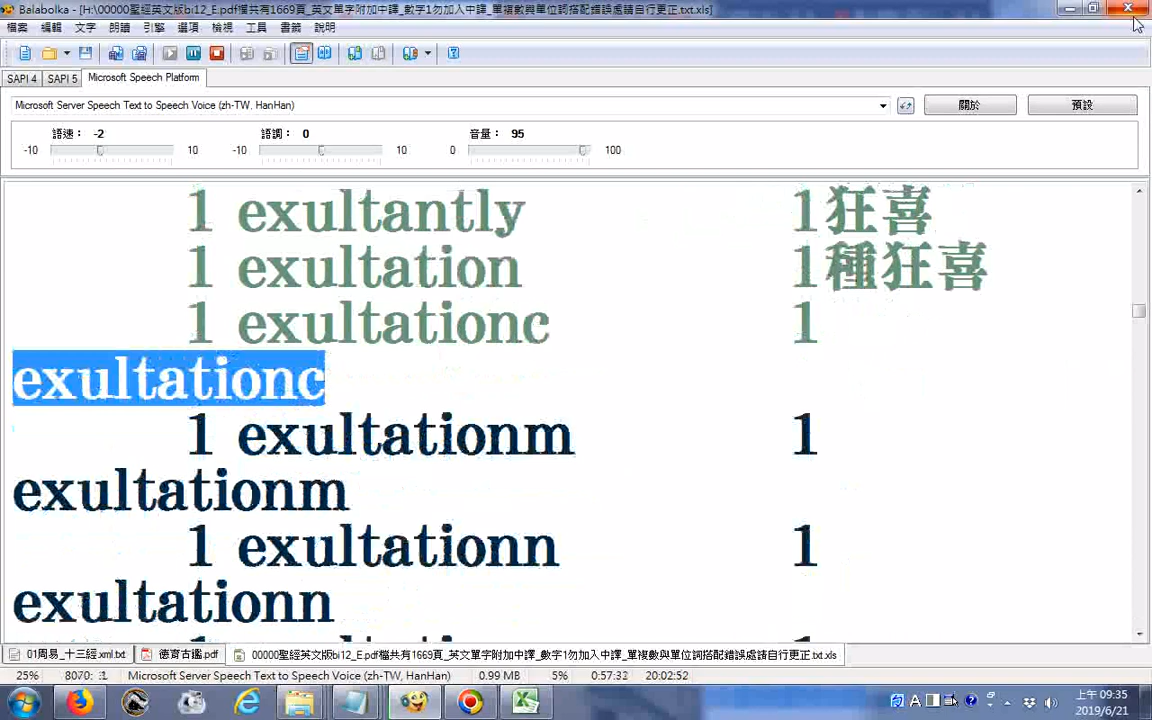 Balabolka - [H:\00000聖經英文版bi12_E.pdf檔共有1669頁_英文單字附加中譯_數字1勿加入中譯_單複數與單位詞搭配錯誤處請自行更正.txt.xls]
檔案 編輯 文字 朗讀 引擎 選項 檢視 工具 書籤 說明
SAPI 4 SAPI 5 Microsoft Speech Platform
Microsoft Server Speech Text to Speech Voice (zh-TW, HanHan) 關於 預設
語速： -2 語調： 0 音量： 95
-10 10 -10 10 0 100
1 exultantly 1狂喜
1 exultation 1種狂喜
1 exultationc 1
exultationc
1 exultationm 1
exultationm
1 exultationn 1
exultationn
01周易_十三經.xml.txt 德育古鑑.pdf 00000聖經英文版bi12_E.pdf檔共有1669頁_英文單字附加中譯_數字1勿加入中譯_單複數與單位詞搭配錯誤處請自行更正.txt.xls
25% 8070: :1 Microsoft Server Speech Text to Speech Voice (zh-TW, HanHan) 0.99 MB 5% 0:57:32 20:02:52
上午 09:35
2019/6/21